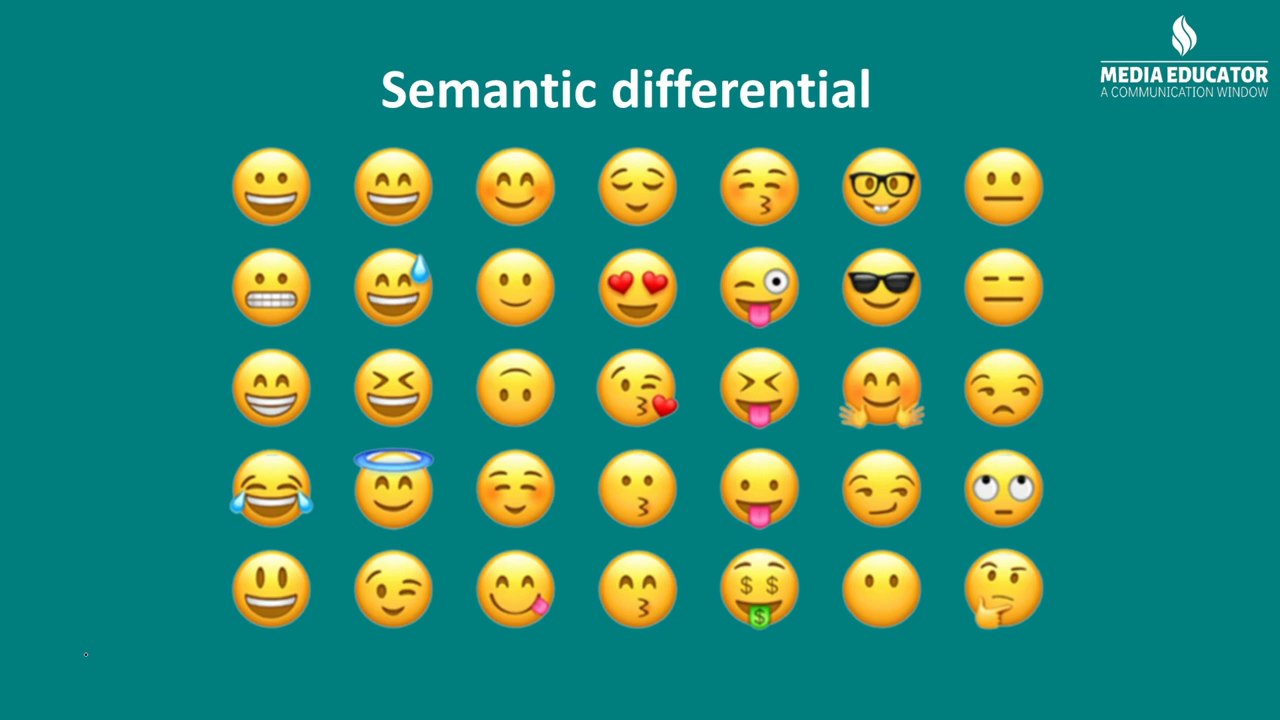 Semantic differential
MEDIA EDUCATOR
A COMMUNICATION WINDOW
$ $
$